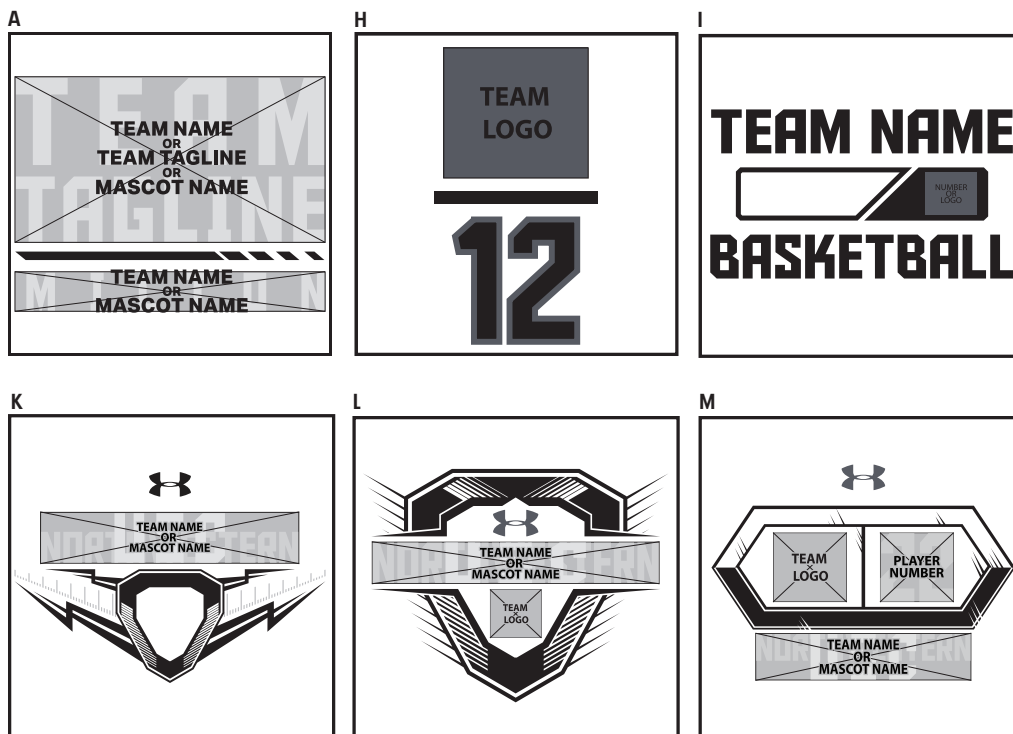 A
TEAM
TAGLINE
TEAM NAME
OR
TEAM TAGLINE
OR
MASCOT NAME
TEAM NAME
OR
MASCOT NAME
H
TEAM
LOGO
12
I
TEAM NAME
NUMBER
OR
LOGO
BASKETBALL
K
TEAM NAME
OR
MASCOT NAME
L
TEAM NAME
OR
MASCOT NAME
TEAM
LOGO
M
TEAM
LOGO
PLAYER
NUMBER
TEAM NAME
OR
MASCOT NAME